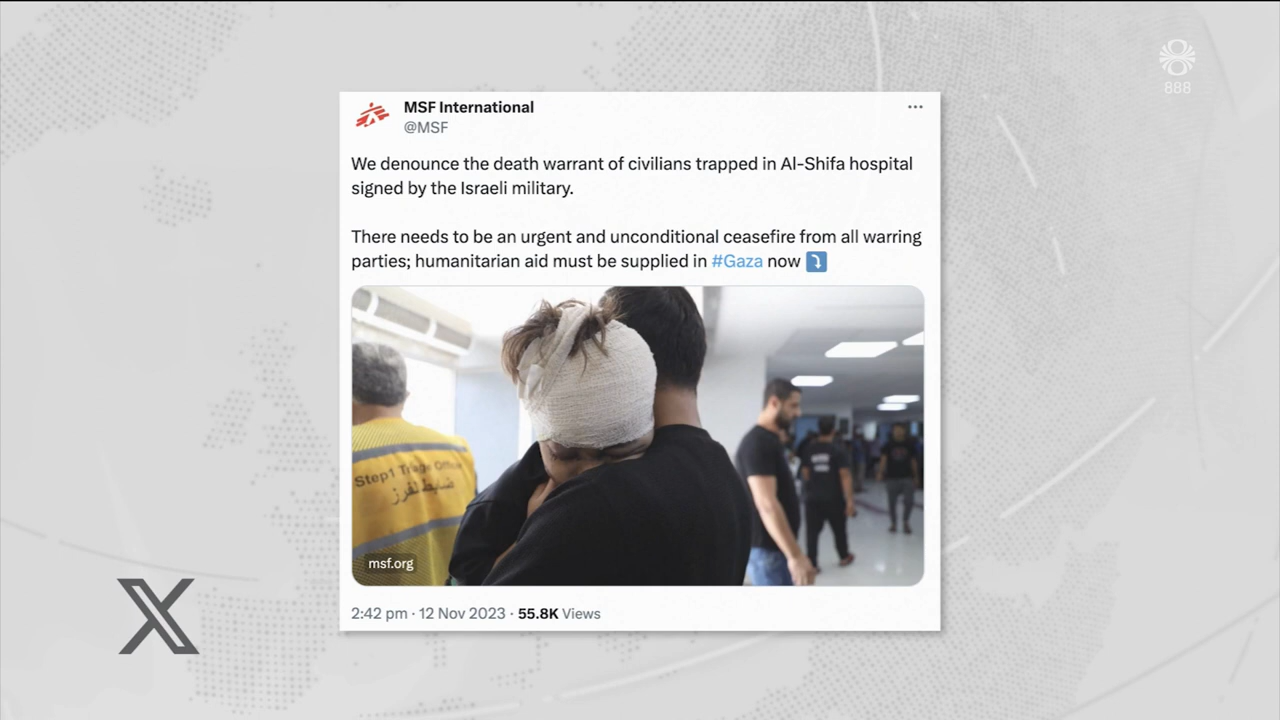 888
MSF International
@MSF
We denounce the death warrant of civilians trapped in Al-Shifa hospital
signed by the Israeli military.
There needs to be an urgent and unconditional ceasefire from all warring
parties; humanitarian aid must be supplied in #Gaza now
Step1 Triage Officer
ضابط فرز
msf.org
2:42 pm · 12 Nov 2023 · 55.8K Views